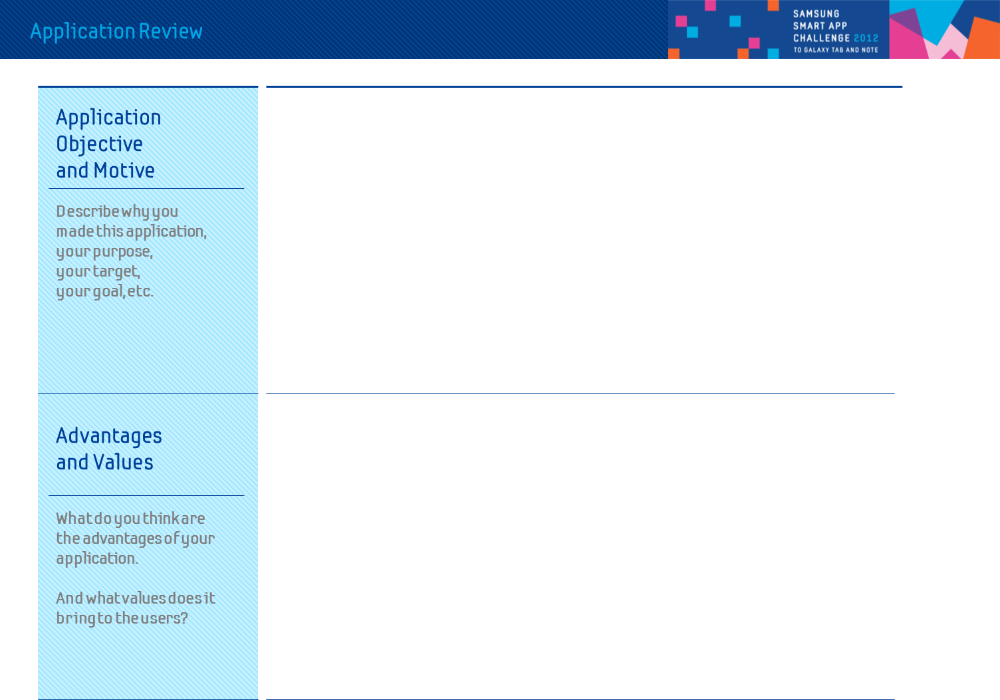 Application Review
SAMSUNG
SMART APP
CHALLENGE 2012
TO GALAXY TAB AND NOTE
Application
Objective
and Motive
Describe why you
made this application,
your purpose,
your target,
your goal, etc.
Advantages
and Values
What do you think are
the advantages of your
application.
And what values does it
bring to the users?